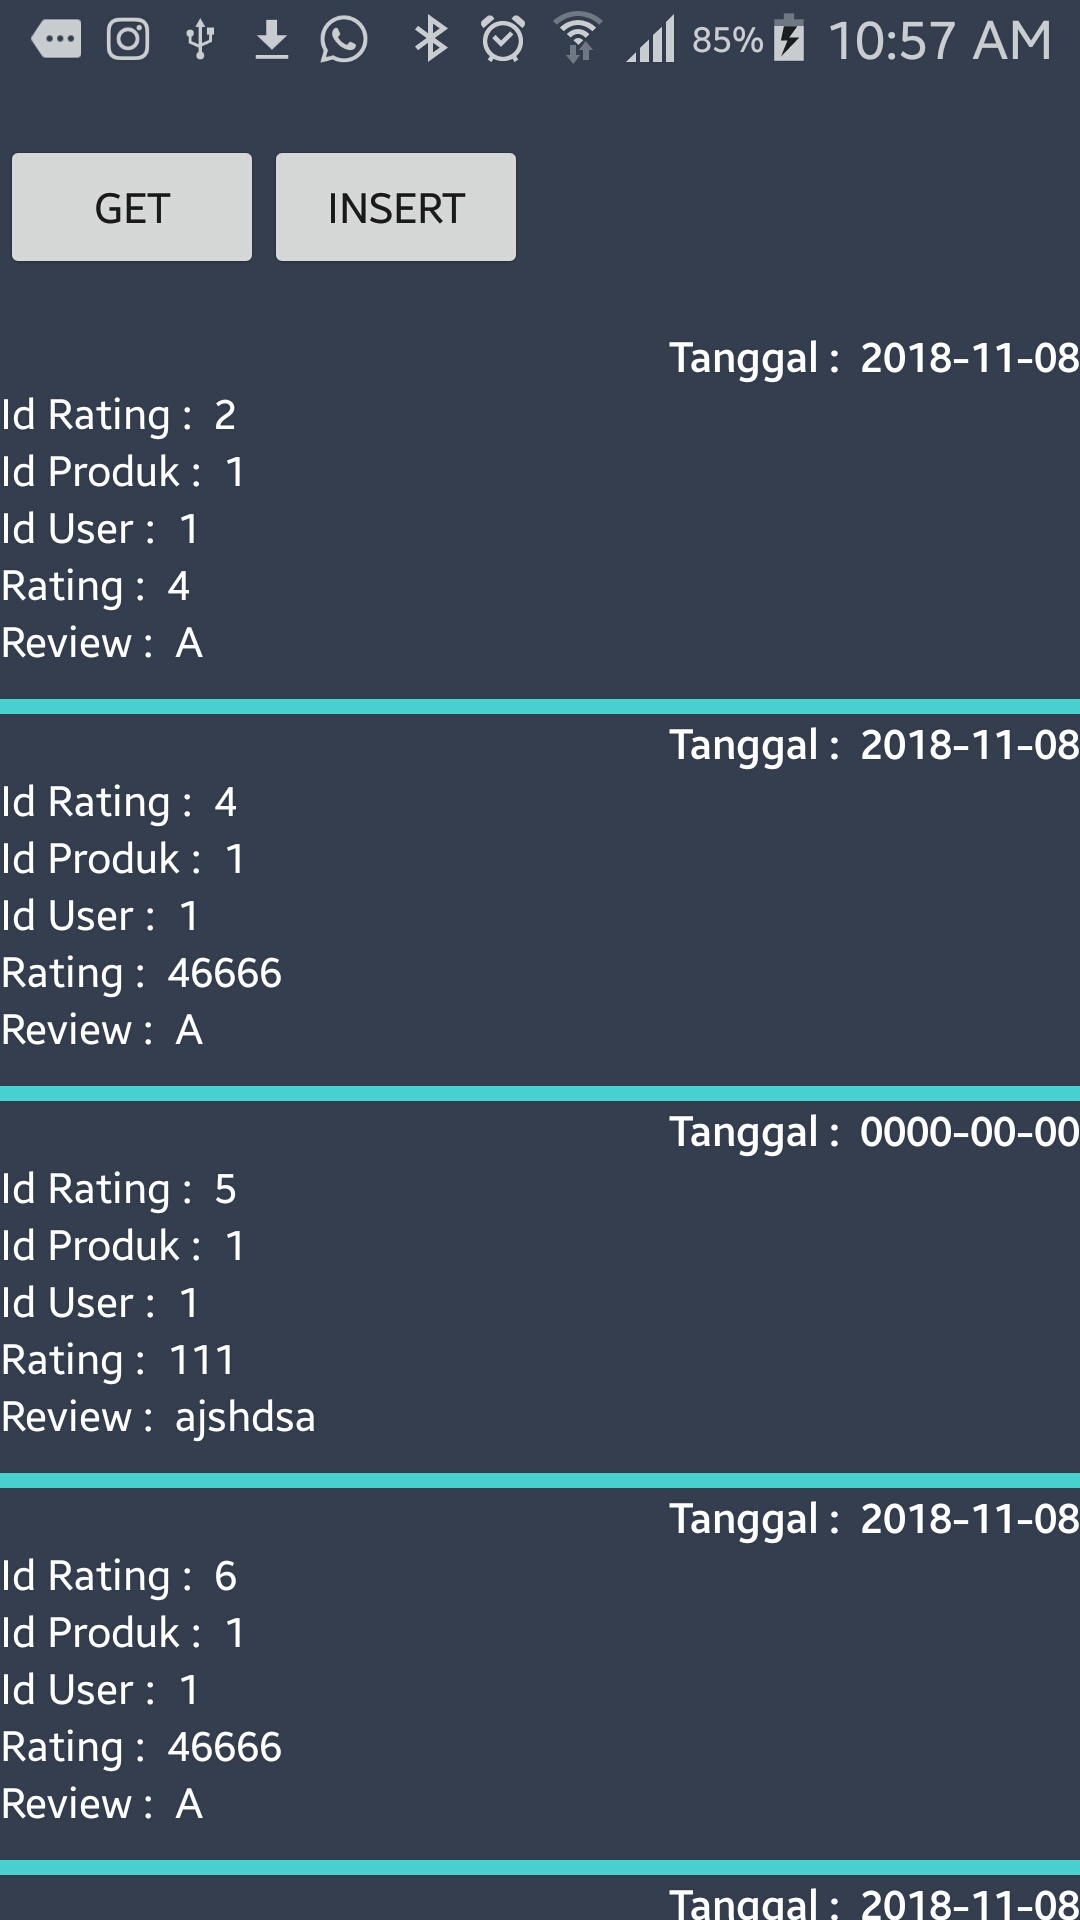 85% 10:57 AM
GET INSERT
Tanggal : 2018-11-08
Id Rating : 2
Id Produk : 1
Id User : 1
Rating : 4
Review : A
Tanggal : 2018-11-08
Id Rating : 4
Id Produk : 1
Id User : 1
Rating : 46666
Review : A
Tanggal : 0000-00-00
Id Rating : 5
Id Produk : 1
Id User : 1
Rating : 111
Review : ajshdsa
Tanggal : 2018-11-08
Id Rating : 6
Id Produk : 1
Id User : 1
Rating : 46666
Review : A
Tanggal : 2018-11-08